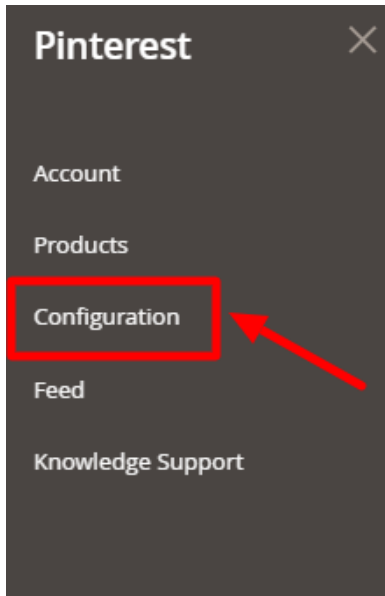 Pinterest
Account
Products
Configuration
Feed
Knowledge Support